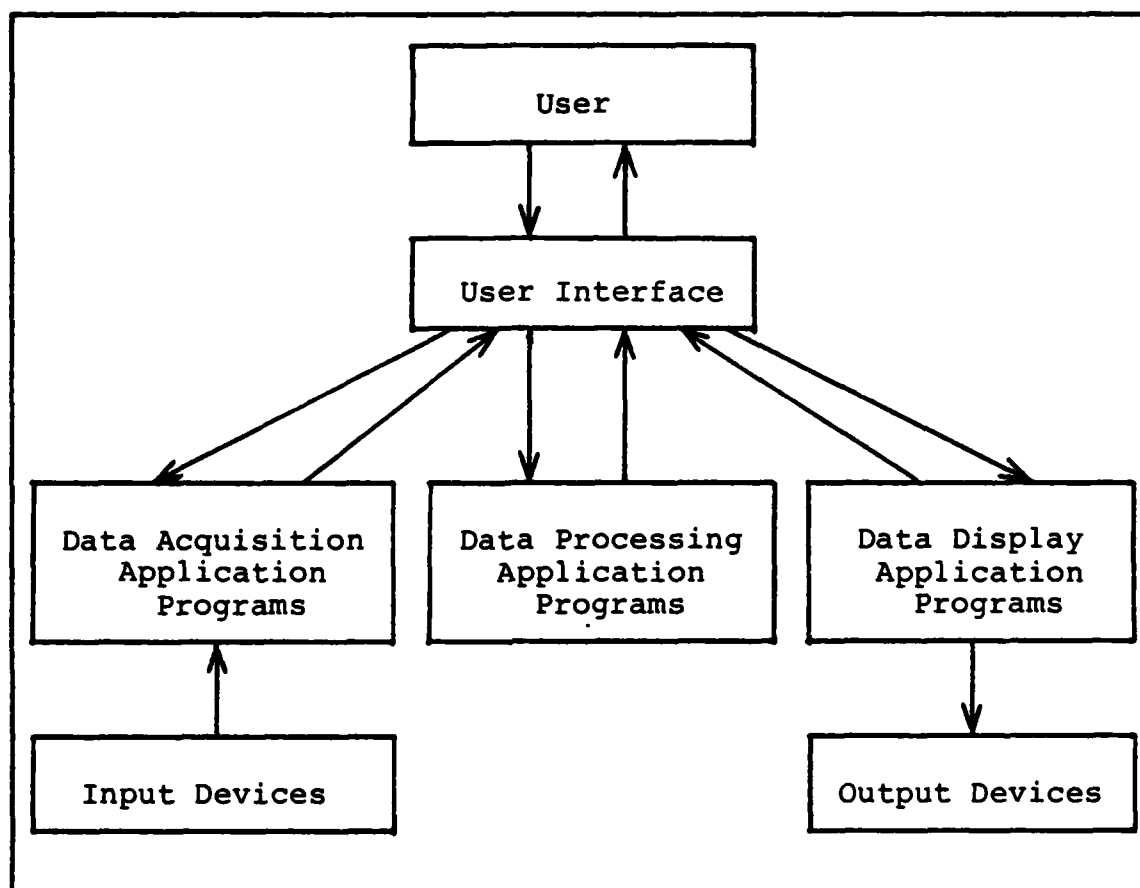 User
User Interface
Data Acquisition
Application
Programs
Data Processing
Application
Programs
Data Display
Application
Programs
Input Devices
Output Devices